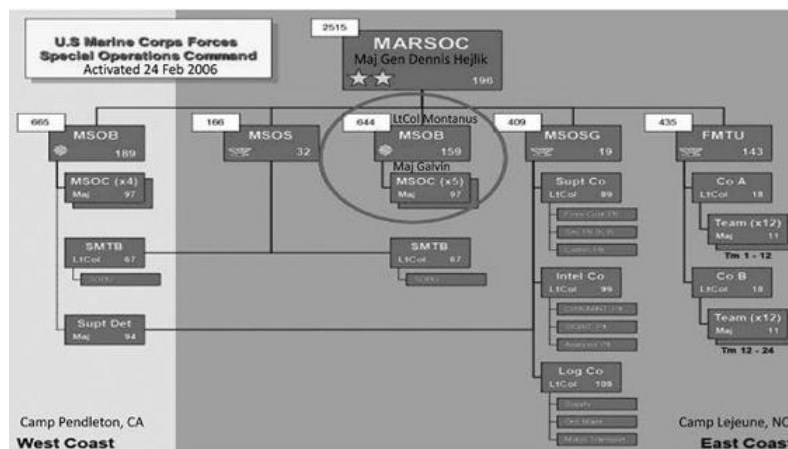 U.S Marine Corps Forces
Special Operations Command
Activated 24 Feb 2006
2515
MARSOC
Maj Gen Dennis Hejlik
196
665
MSOB
189
MSOC (x4)
Maj 97
SMTB
LtCol 67
Supt Det
Maj 94
166
MSOS
32
644
LtCol Montanus
MSOB
159
Maj Galvin
MSOC (x5)
Maj 97
SMTB
LtCol 67
409
MSOSG
19
Supt Co
LtCol 89
Intel Co
LtCol 99
Log Co
LtCol
Supply
Motor Transport
435
FMTU
143
Co A
LtCol 18
Team (x12)
Maj 11
Tm 1 - 12
Co B
LtCol 18
Team (x12)
Maj 11
Tm 12 - 24
Camp Pendleton, CA
West Coast
Camp Lejeune, NC
East Coast